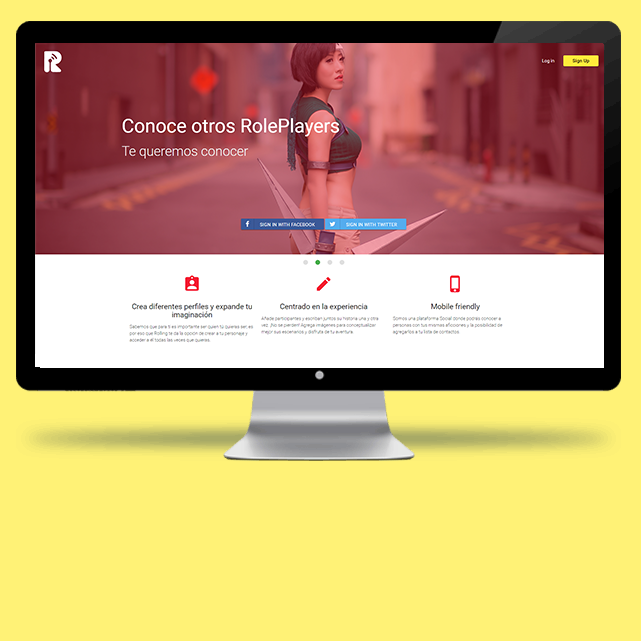 R
Log in
Sign Up
Conoce otros RolePlayers
Te queremos conocer
f SIGN IN WITH FACEBOOK
SIGN IN WITH TWITTER
Crea diferentes perfiles y expande tu
imaginación
Sabemos que para ti es importante ser quien tu quieras ser, es
por eso que Rolling te da la opcion de crear a tu personaje y
acceder a él todas las veces que quieras.
Centrado en la experiencia
Añade participantes y escriban juntos su historia una y otra
vez. ¡No se pierdan! Agrega imágenes para conceptualizar
mejor sus escenarios y disfruta de tu aventura.
Mobile friendly
Somos una plataforma Social donde podrás conocer a
personas con tus mismas aficiones y la posibilidad de
agregarlos a tu lista de contactos.